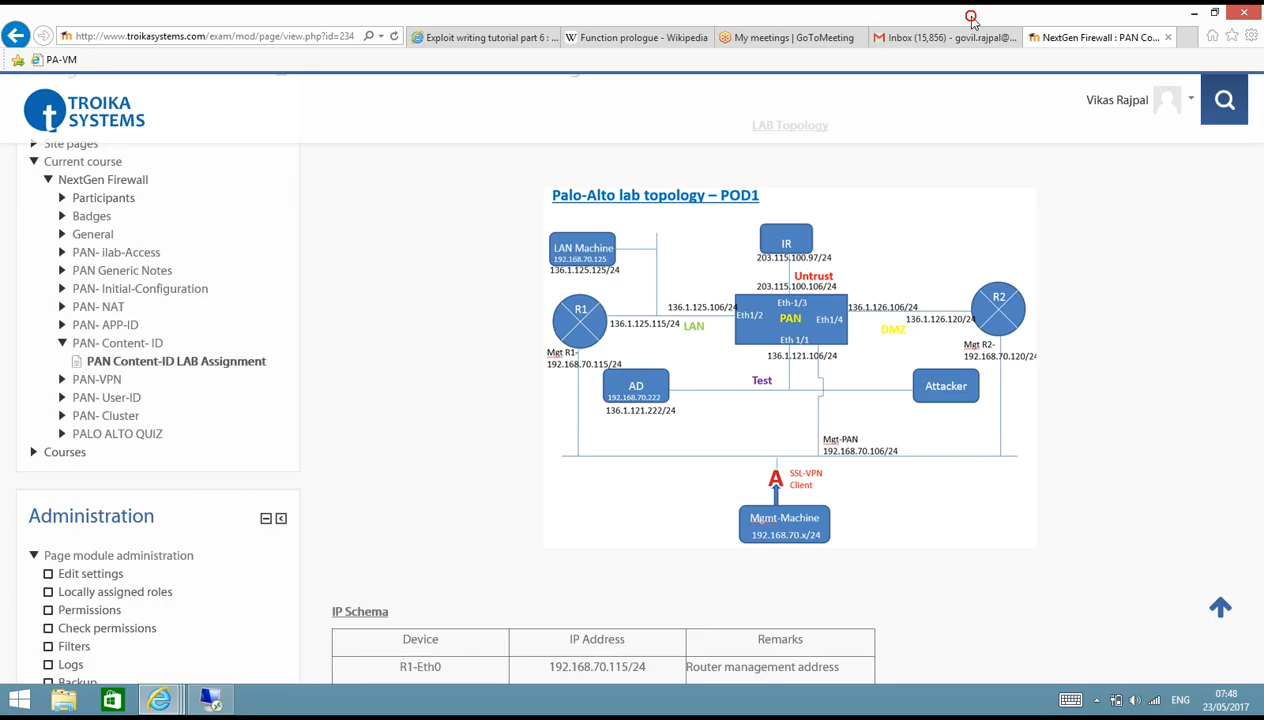 http://www.troikasystems.com/exam/mod/page/view.php?id=234
Exploit writing tutorial part 6 : ...
Function prologue - Wikipedia
My meetings | GoToMeeting
Inbox (15,856) - govil.rajpal@...
NextGen Firewall : PAN Co...
PA-VM
TROIKA
SYSTEMS
Vikas Rajpal
LAB Topology
Site pages
Current course
NextGen Firewall
Participants
Badges
General
PAN- ilab-Access
PAN Generic Notes
PAN- Initial-Configuration
PAN- NAT
PAN- APP-ID
PAN- Content- ID
PAN Content-ID LAB Assignment
PAN-VPN
PAN- User-ID
PAN- Cluster
PALO ALTO QUIZ
Courses
Administration
Page module administration
Edit settings
Locally assigned roles
Permissions
Check permissions
Filters
Logs
Backup
Palo-Alto lab topology – POD1
LAN Machine
192.168.70.125
136.1.125.125/24
IR
203.115.100.97/24
Untrust
203.115.100.106/24
R1
136.1.125.106/24
136.1.125.115/24
LAN
Eth-1/3
Eth1/2
PAN
Eth1/4
Eth 1/1
136.1.126.106/24
136.1.126.120/24
DMZ
R2
Mgt R1-
192.168.70.115/24
136.1.121.106/24
Mgt R2-
192.168.70.120/24
AD
192.168.70.222
136.1.121.222/24
Test
Attacker
Mgt-PAN
192.168.70.106/24
A
SSL-VPN
Client
Mgmt-Machine
192.168.70.x/24
IP Schema
Device
IP Address
Remarks
R1-Eth0
192.168.70.115/24
Router management address
ENG
07:48
23/05/2017